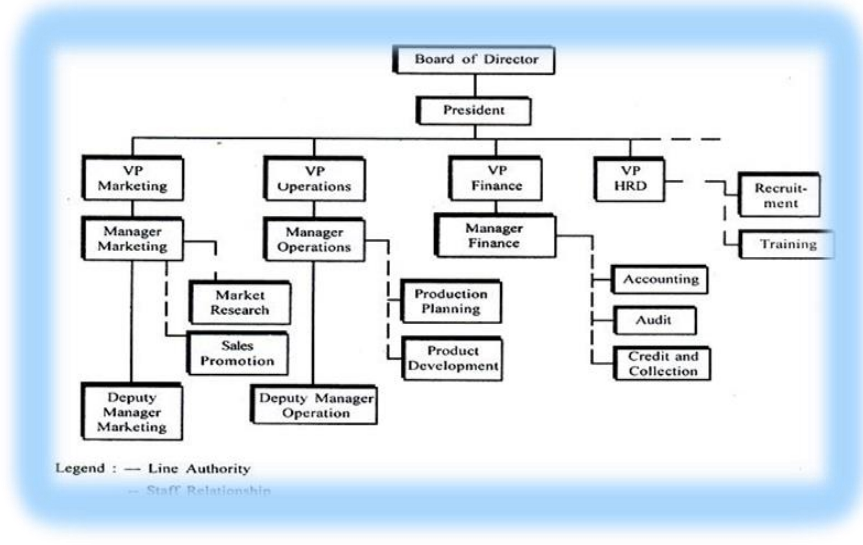 Board of Director
President
VP
Marketing
VP
Operations
VP
Finance
VP
HRD
Recruit-
ment
Training
Manager
Marketing
Manager
Operations
Manager
Finance
Market
Research
Sales
Promotion
Production
Planning
Product
Development
Accounting
Audit
Credit and
Collection
Deputy
Manager
Marketing
Deputy Manager
Operation
Legend : — Line Authority
-- Staff Relationship